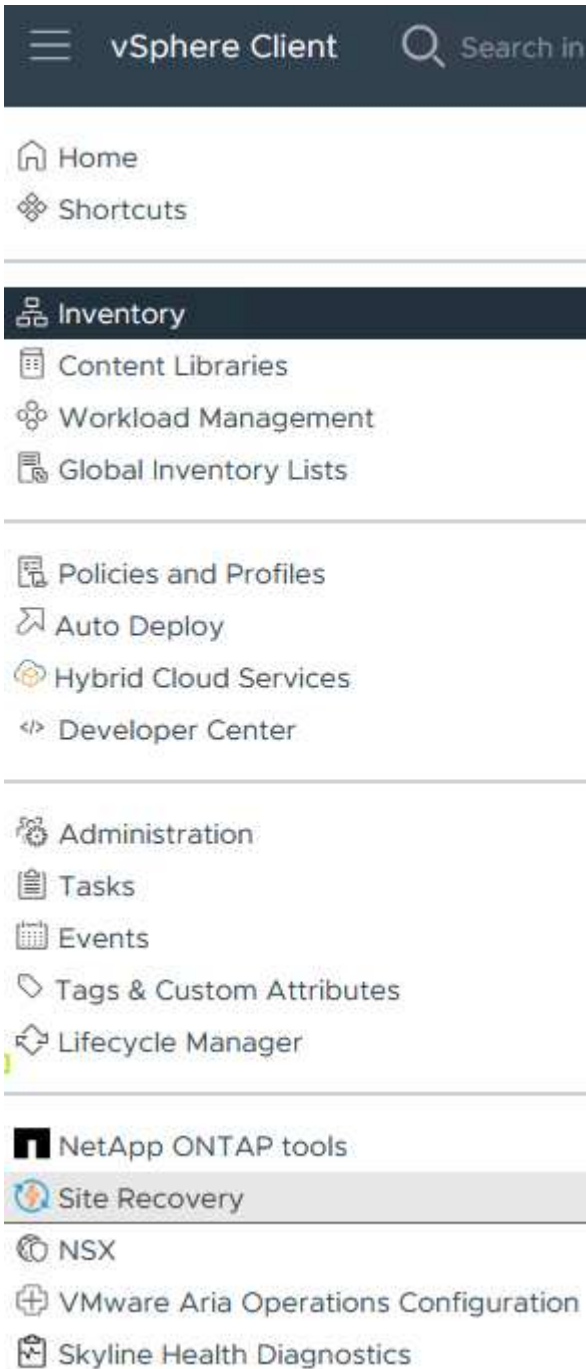 vSphere Client Search in
Home
Shortcuts
Inventory
Content Libraries
Workload Management
Global Inventory Lists
Policies and Profiles
Auto Deploy
Hybrid Cloud Services
</> Developer Center
Administration
Tasks
Events
Tags & Custom Attributes
Lifecycle Manager
NetApp ONTAP tools
Site Recovery
NSX
VMware Aria Operations Configuration
Skyline Health Diagnostics